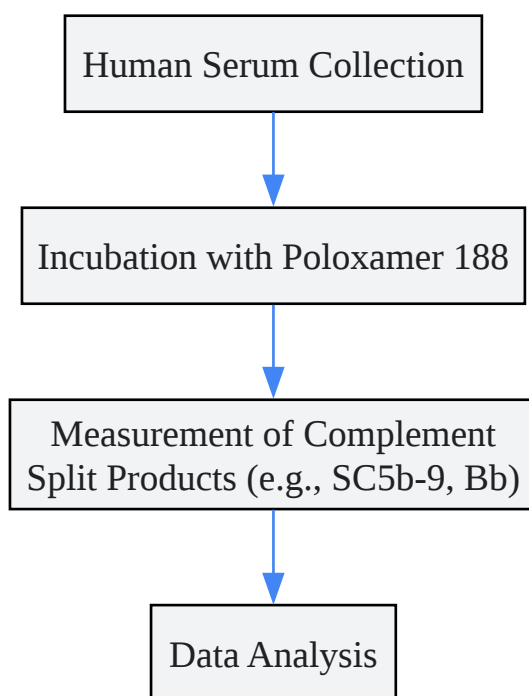 Human Serum Collection
Incubation with Poloxamer 188
Measurement of Complement
Split Products (e.g., SC5b-9, Bb)
Data Analysis